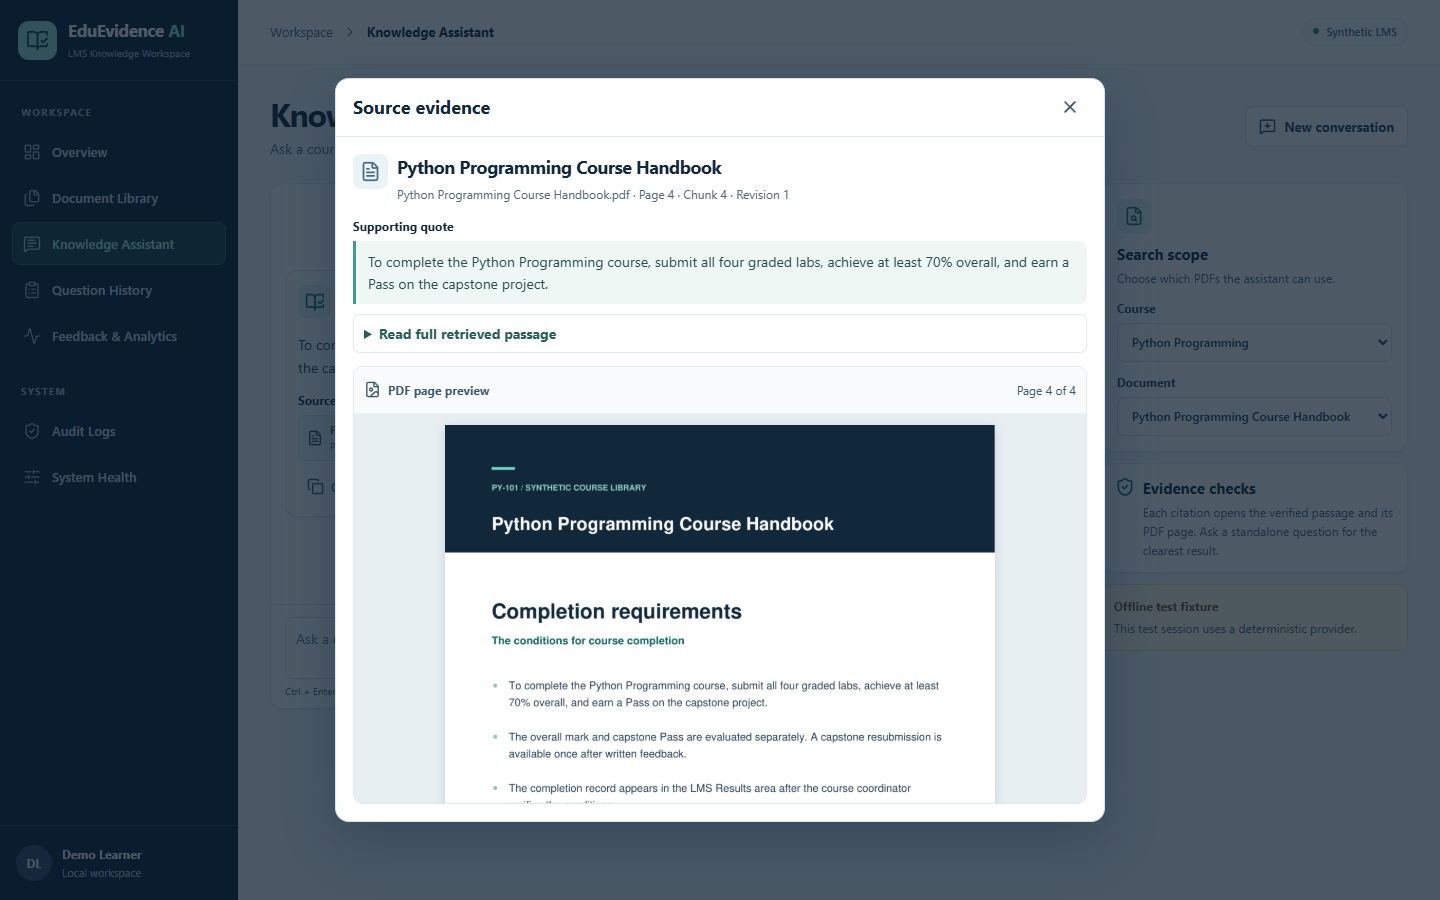 EduEvidence AI
LMS Knowledge Workspace
WORKSPACE
Overview
Document Library
Knowledge Assistant
Question History
Feedback & Analytics
SYSTEM
Audit Logs
System Health
DL
Demo Learner
Local workspace
Workspace > Knowledge Assistant
Synthetic LMS
Ask a
New conversation
the
Source
Ask a
Ctrl + Enter
Source evidence
Python Programming Course Handbook
Python Programming Course Handbook.pdf · Page 4 · Chunk 4 · Revision 1
Supporting quote
To complete the Python Programming course, submit all four graded labs, achieve at least 70% overall, and earn a
Pass on the capstone project.
Read full retrieved passage
PDF page preview
Page 4 of 4
PY-101 / SYNTHETIC COURSE LIBRARY
Python Programming Course Handbook
Completion requirements
The conditions for course completion
• To complete the Python Programming course, submit all four graded labs, achieve at least
70% overall, and earn a Pass on the capstone project.
• The overall mark and capstone Pass are evaluated separately. A capstone resubmission is
available once after written feedback.
• The completion record appears in the LMS Results area after the course coordinator
Search scope
Choose which PDFs the assistant can use.
Course
Python Programming
Document
Python Programming Course Handbook
Evidence checks
Each citation opens the verified passage and its
PDF page. Ask a standalone question for the
clearest result.
Offline test fixture
This test session uses a deterministic provider.